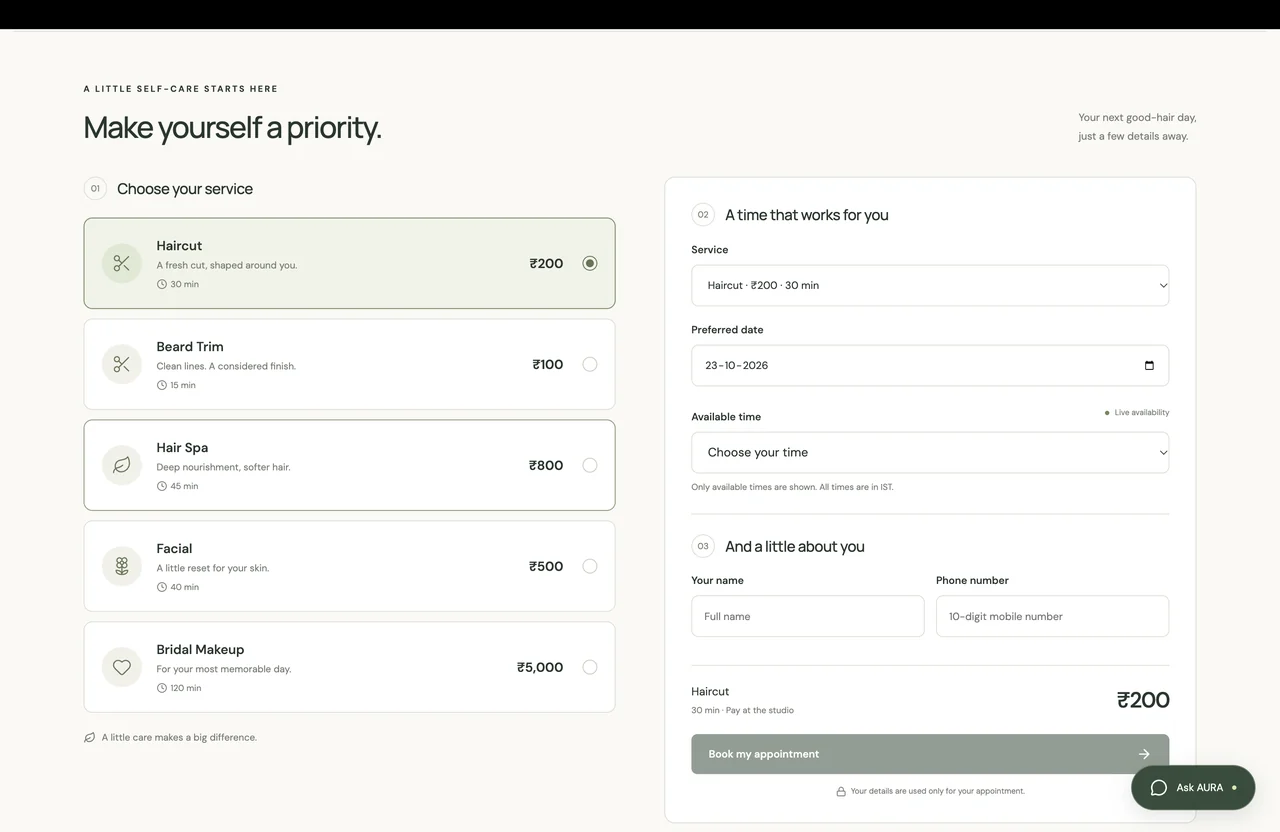 A LITTLE SELF-CARE STARTS HERE
Make yourself a priority.
Your next good-hair day,
just a few details away.
01 Choose your service
Haircut
A fresh cut, shaped around you.
30 min
₹200
Beard Trim
Clean lines. A considered finish.
15 min
₹100
Hair Spa
Deep nourishment, softer hair.
45 min
₹800
Facial
A little reset for your skin.
40 min
₹500
Bridal Makeup
For your most memorable day.
120 min
₹5,000
A little care makes a big difference.
02 A time that works for you
Service
Haircut · ₹200 · 30 min
Preferred date
23-10-2026
Available time
Live availability
Choose your time
Only available times are shown. All times are in IST.
03 And a little about you
Your name
Phone number
Full name
10-digit mobile number
Haircut
30 min · Pay at the studio
₹200
Book my appointment
Your details are used only for your appointment.
Ask AURA